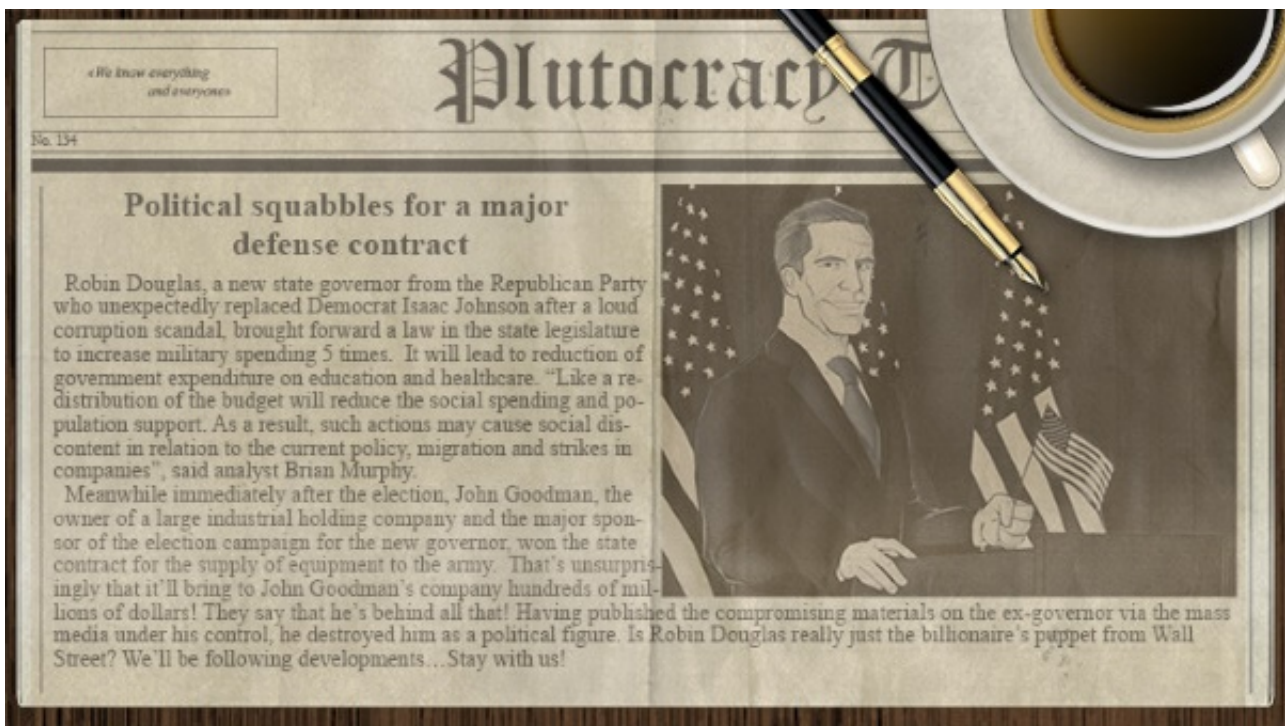 «We know everything
and everyone»
Plutocracy T
No. 134
Political squabbles for a major
defense contract
Robin Douglas, a new state governor from the Republican Party
who unexpectedly replaced Democrat Isaac Johnson after a loud
corruption scandal, brought forward a law in the state legislature
to increase military spending 5 times.  It will lead to reduction of
government expenditure on education and healthcare. “Like a re-
distribution of the budget will reduce the social spending and po-
pulation support. As a result, such actions may cause social dis-
content in relation to the current policy, migration and strikes in
companies”, said analyst Brian Murphy.
Meanwhile immediately after the election, John Goodman, the
owner of a large industrial holding company and the major spon-
sor of the election campaign for the new governor, won the state
contract for the supply of equipment to the army.  That’s unsurpris-
ingly that it’ll bring to John Goodman’s company hundreds of mil-
lions of dollars! They say that he’s behind all that! Having published the compromising materials on the ex-governor via the mass
media under his control, he destroyed him as a political figure. Is Robin Douglas really just the billionaire’s puppet from Wall
Street? We’ll be following developments…Stay with us!